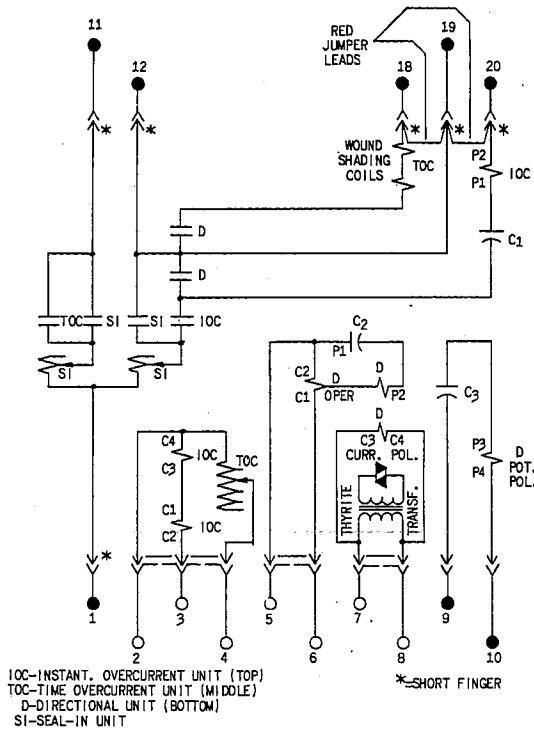 RED
JUMPER
LEADS
11
12
18
19
20
*
*
*
*
*
WOUND
SHADING
COILS
TOC
P2
P1
IOC
D
C1
D
TOC
SI
SI
IOC
SI
SI
C2
P1
C2
C1
D
OPER
D
P2
C3
D
C3 C4
CURR. POL.
THYRITE
TRANSF.
P3
P4
D
POT.
POL.
C4
C3
IOC
TOC
C1
C2
IOC
*
1
2
3
4
5
6
7
8
9
10
IOC-INSTANT. OVERCURRENT UNIT (TOP)
TOC-TIME OVERCURRENT UNIT (MIDDLE)
D-DIRECTIONAL UNIT (BOTTOM)
SI-SEAL-IN UNIT
*=SHORT FINGER